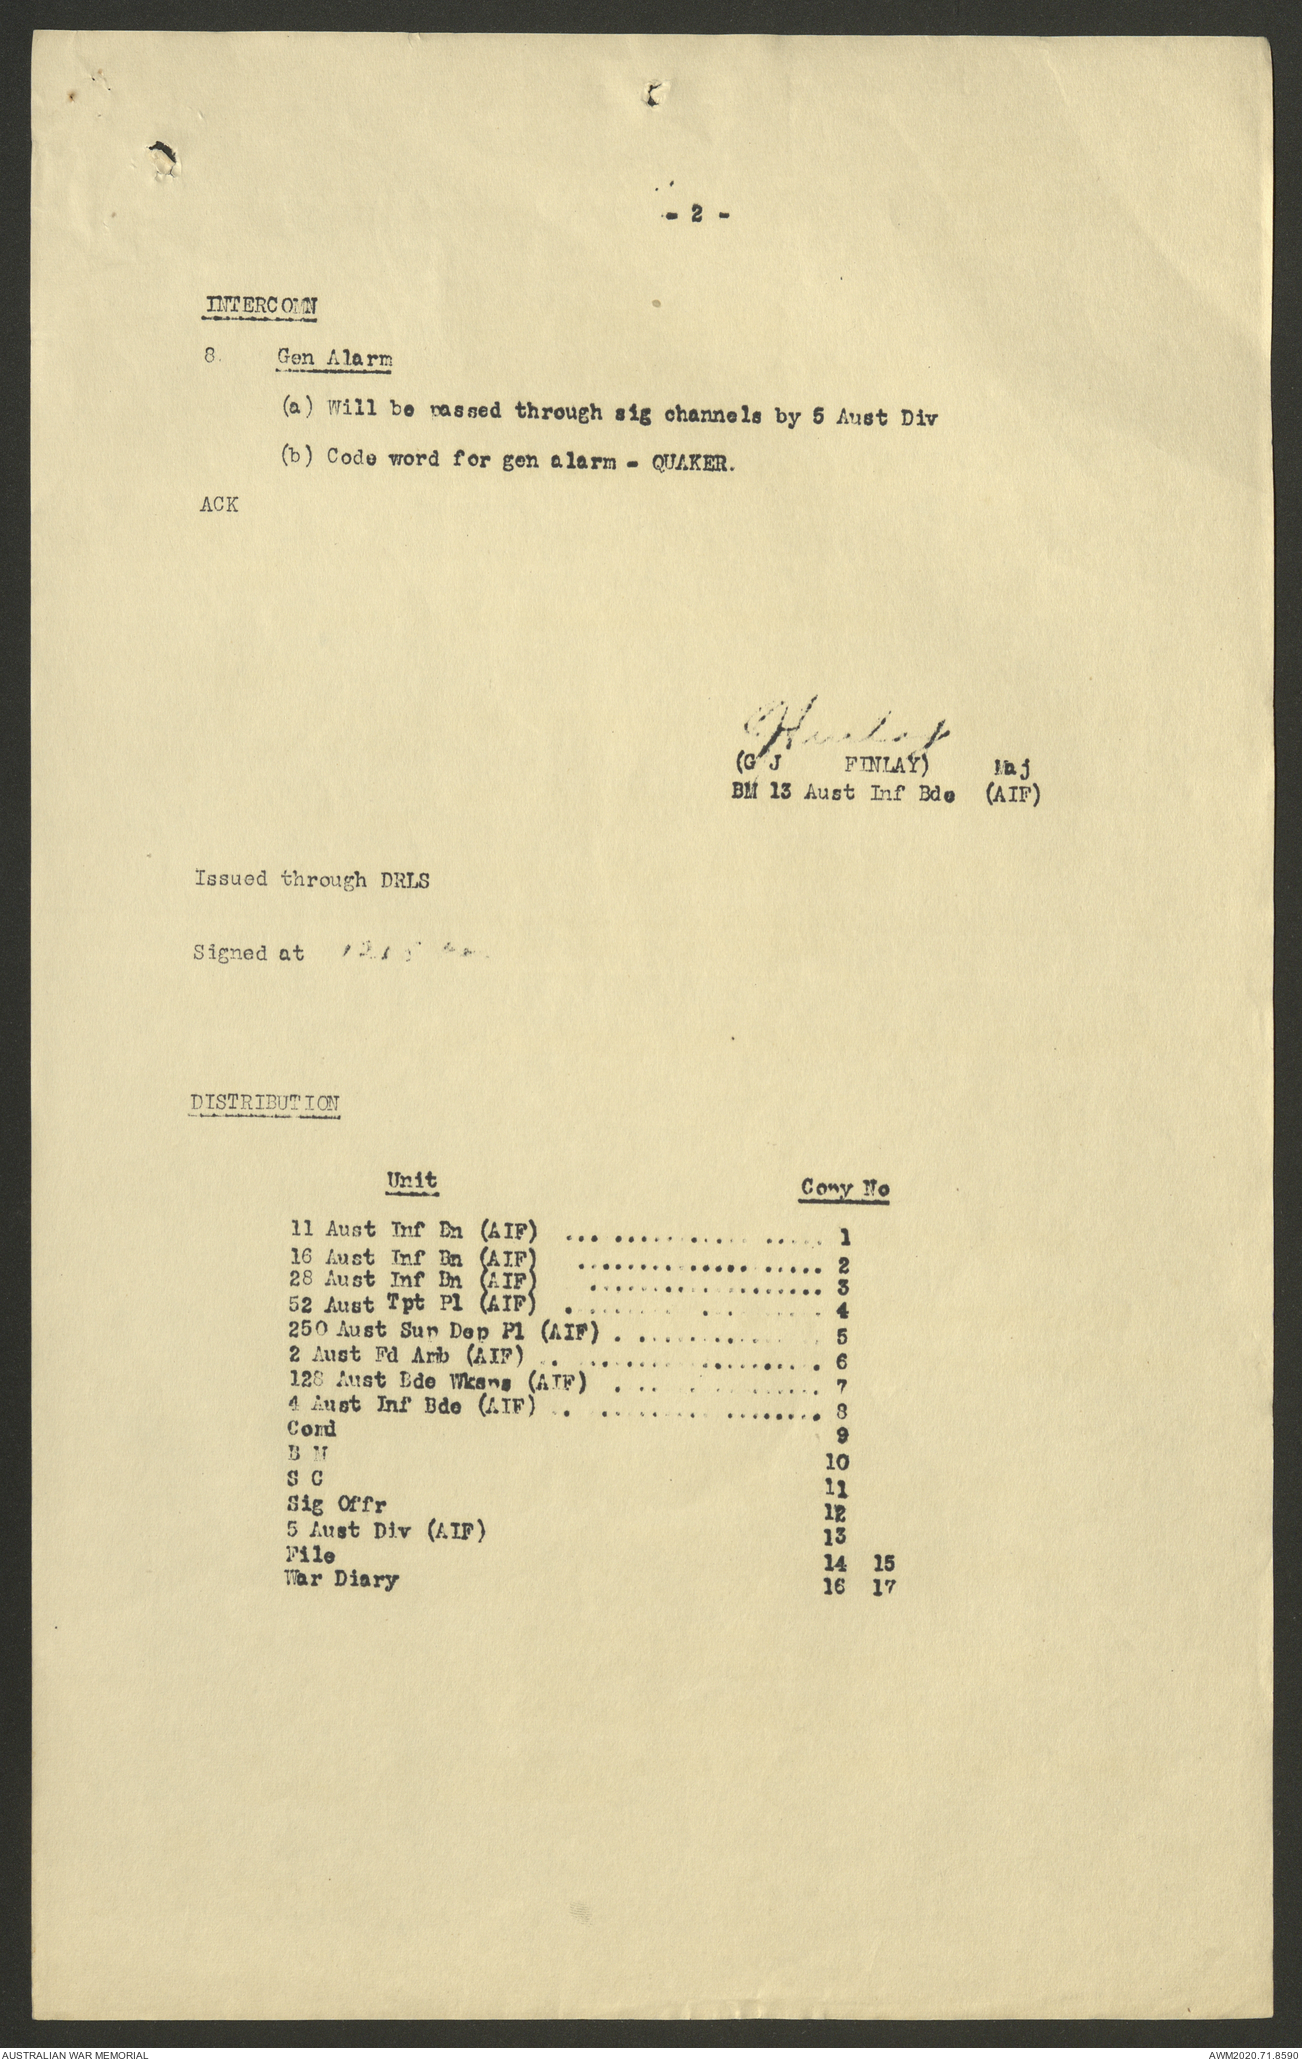 - 2 -
INTERCOMN
8. Gen Alarm
(a) Will be passed through sig channels by 5 Aust Div
(b) Code word for gen alarm - QUAKER.
ACK
(G J FINLAY) Maj
BM 13 Aust Inf Bde (AIF)
Issued through DRLS
Signed at
DISTRIBUTION
Unit Copy No
11 Aust Inf Bn (AIF) .................... 1
16 Aust Inf Bn (AIF) .................... 2
28 Aust Inf Bn (AIF) .................... 3
52 Aust Tpt Pl (AIF) .................... 4
250 Aust Sup Dep Pl (AIF) .................... 5
2 Aust Fd Amb (AIF) .................... 6
128 Aust Bde Wksps (AIF) .................... 7
4 Aust Inf Bde (AIF) .................... 8
Comd 9
B M 10
S C 11
Sig Offr 12
5 Aust Div (AIF) 13
File 14 15
War Diary 16 17
AUSTRALIAN WAR MEMORIAL AWM2020.71.8590